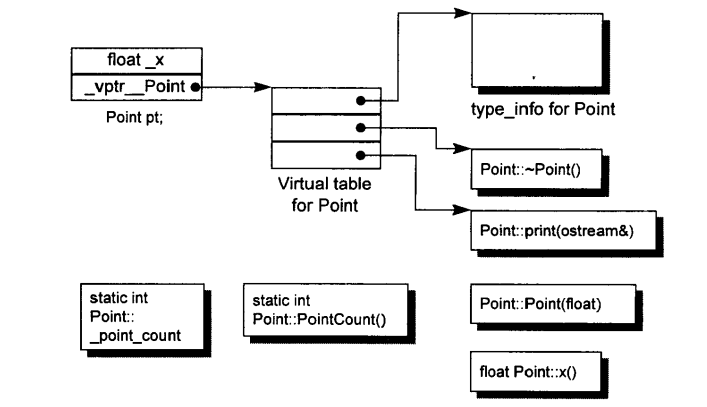 float _x
_vptr__Point
Point pt;
Virtual table
for Point
type_info for Point
Point::~Point()
Point::print(ostream&)
static int
Point::
_point_count
static int
Point::PointCount()
Point::Point(float)
float Point::x()